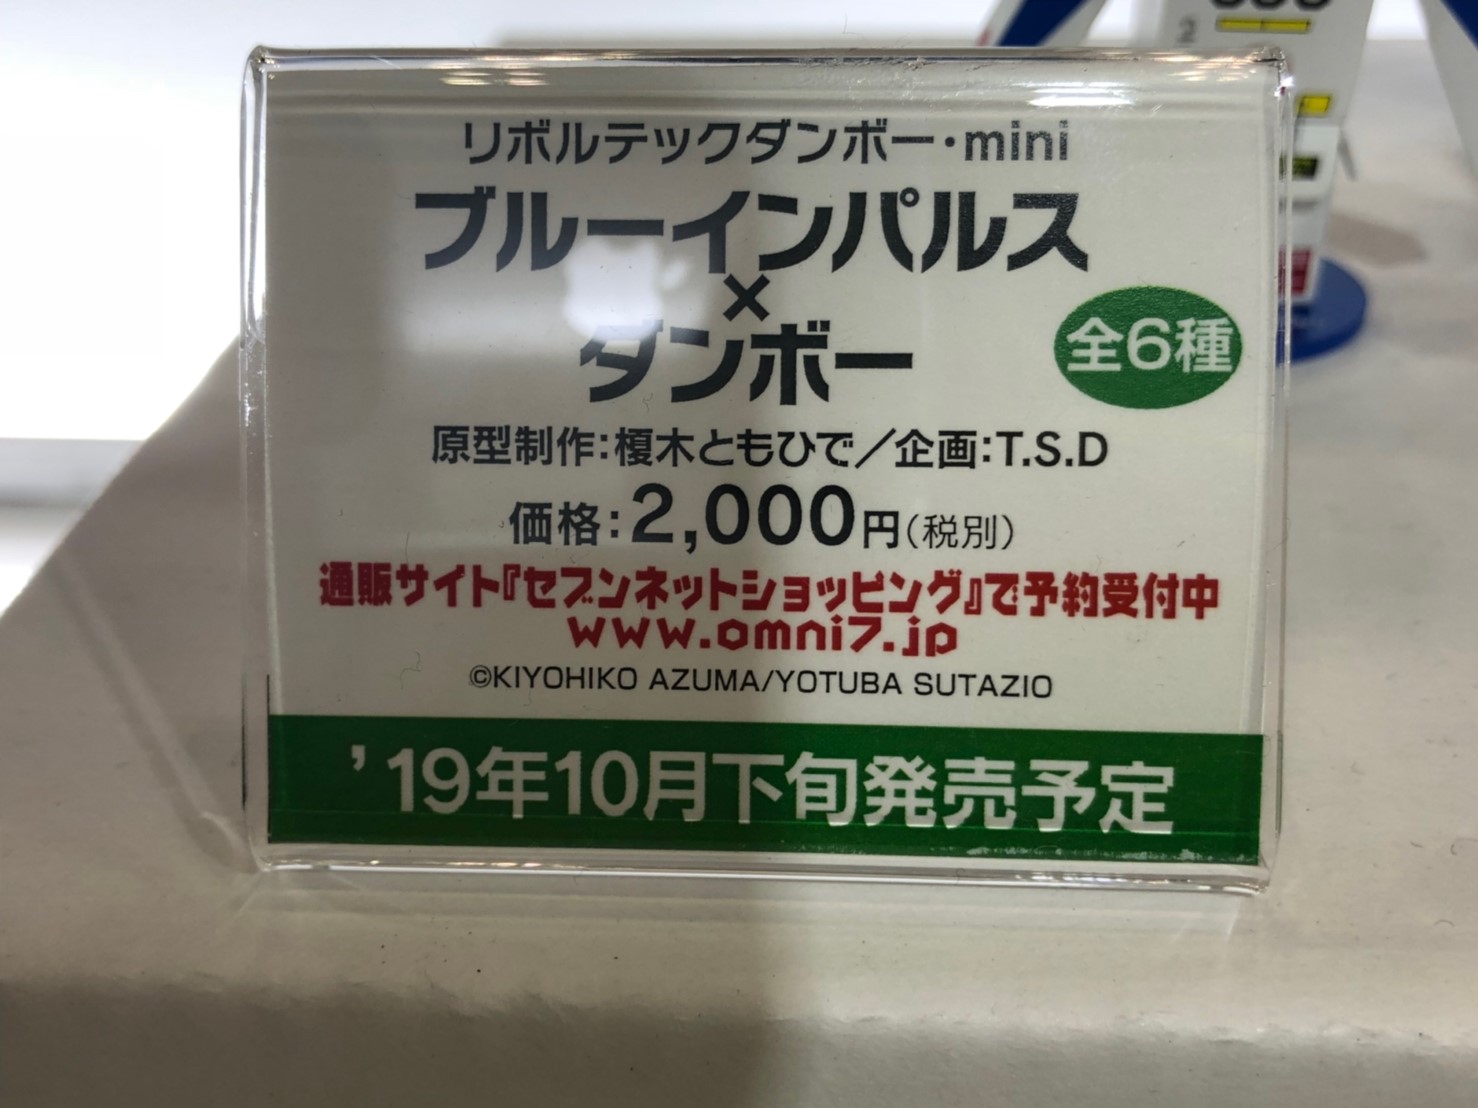 リボルテックダンボー・mini
ブルーインパルス
×
ダンボー
全6種
原型制作：榎木ともひで／企画：T.S.D
価格：2,000円（税別）
通販サイト『セブンネットショッピング』で予約受付中
www.omni7.jp
©KIYOHIKO AZUMA/YOTUBA SUTAZIO
’19年10月下旬発売予定